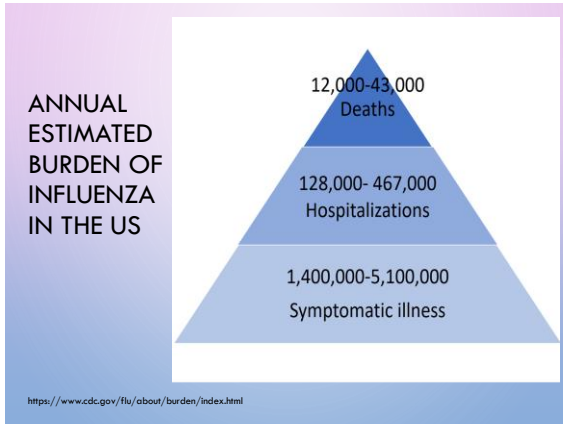 ANNUAL
ESTIMATED
BURDEN OF
INFLUENZA
IN THE US
12,000-43,000
Deaths
128,000- 467,000
Hospitalizations
1,400,000-5,100,000
Symptomatic illness
https://www.cdc.gov/flu/about/burden/index.html